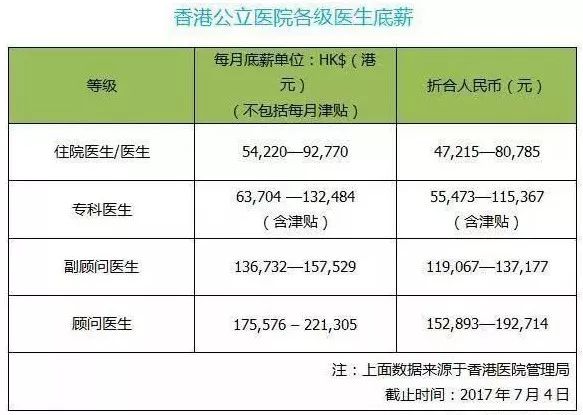 香港公立医院各级医生底薪
等级
每月底薪单位：HK$（港
元）
（不包括每月津贴）
折合人民币（元）
住院医生/医生
54,220—92,770
47,215—80,785
专科医生
63,704 —132,484
（含津贴）
55,473—115,367
（含津贴）
副顾问医生
136,732—157,529
119,067—137,177
顾问医生
175,576 – 221,305
152,893—192,714
注：上面数据来源于香港医院管理局
截止时间：2017年7月4日